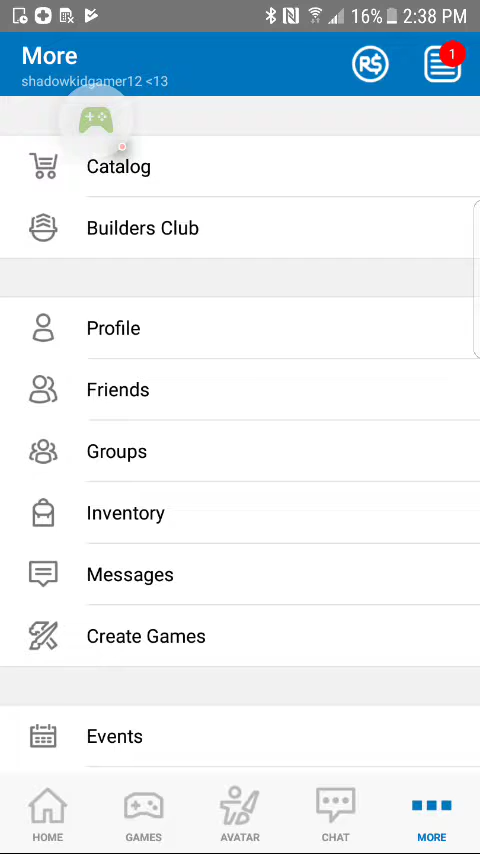 16% 2:38 PM
More
R$ 1
shadowkidgamer12 <13
Catalog
Builders Club
Profile
Friends
Groups
Inventory
Messages
Create Games
Events
HOME GAMES AVATAR CHAT MORE